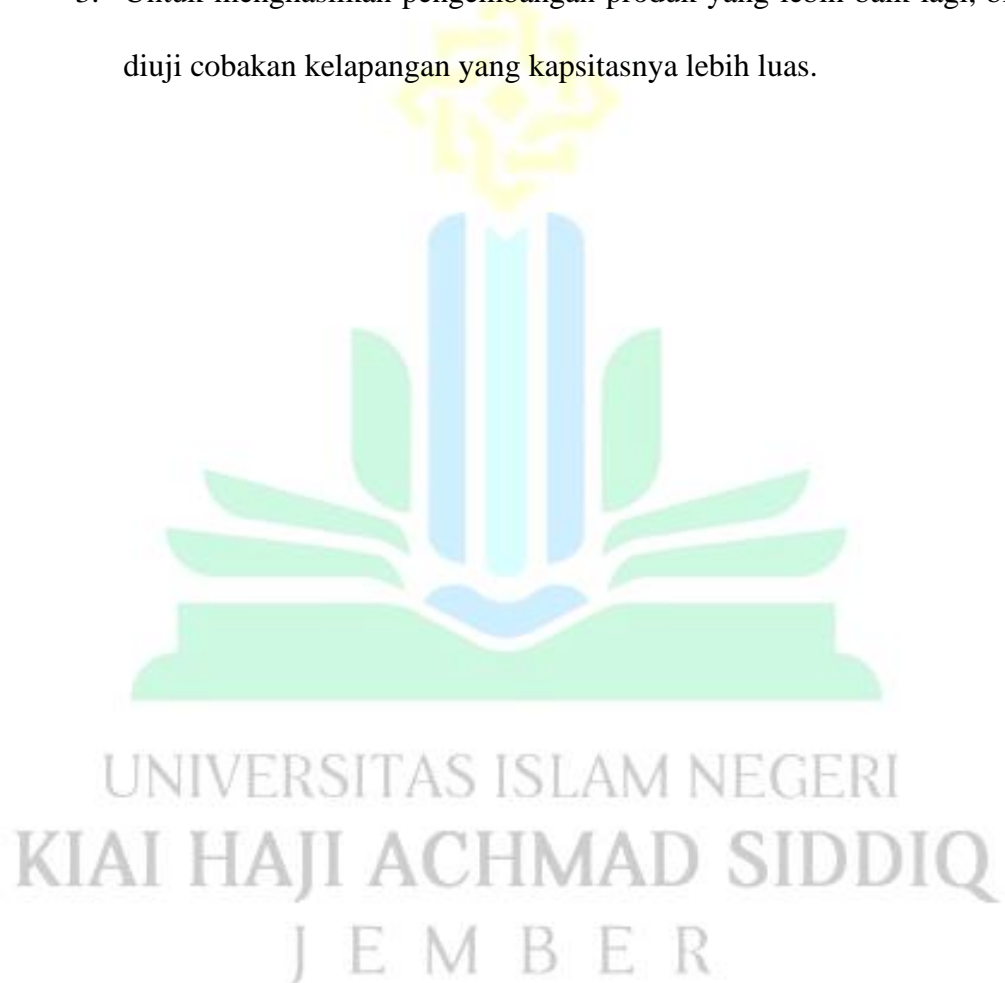 Untuk menghasilkan pengembangan produk yang lebih baik lagi,
diuji cobakan kelapangan yang kapsitasnya lebih luas.
UNIVERSITAS ISLAM NEGERI
KIAI HAJI ACHMAD SIDDIQ
JEMBER